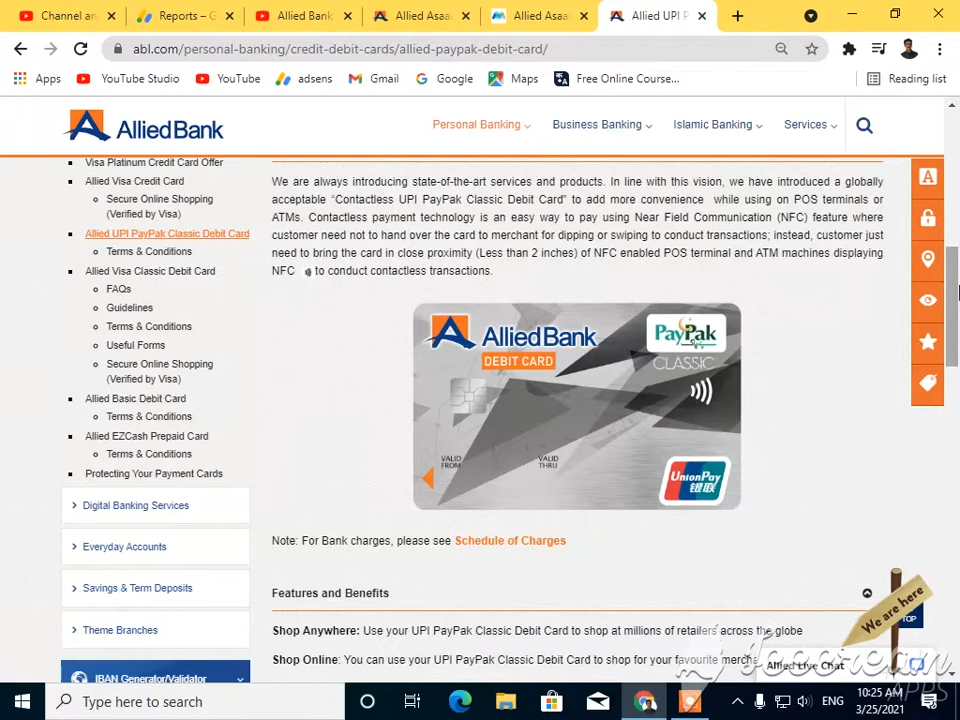 Channel an
Reports – G
Allied Bank
Allied Asaa
Allied Asaa
Allied UPI P
abl.com/personal-banking/credit-debit-cards/allied-paypak-debit-card/
Apps
YouTube Studio
YouTube
adsens
Gmail
Google
Maps
Free Online Course...
Reading list
Allied Bank
Personal Banking
Business Banking
Islamic Banking
Services
Visa Platinum Credit Card Offer
Allied Visa Credit Card
Secure Online Shopping
(Verified by Visa)
Allied UPI PayPak Classic Debit Card
Terms & Conditions
Allied Visa Classic Debit Card
FAQs
Guidelines
Terms & Conditions
Useful Forms
Secure Online Shopping
(Verified by Visa)
Allied Basic Debit Card
Terms & Conditions
Allied EZCash Prepaid Card
Terms & Conditions
Protecting Your Payment Cards
Digital Banking Services
Everyday Accounts
Savings & Term Deposits
Theme Branches
IBAN Generator/Validator
We are always introducing state-of-the-art services and products. In line with this vision, we have introduced a globally
acceptable “Contactless UPI PayPak Classic Debit Card” to add more convenience while using on POS terminals or
ATMs. Contactless payment technology is an easy way to pay using Near Field Communication (NFC) feature where
customer need not to hand over the card to merchant for dipping or swiping to conduct transactions; instead, customer just
need to bring the card in close proximity (Less than 2 inches) of NFC enabled POS terminal and ATM machines displaying
NFC to conduct contactless transactions.
Allied Bank
DEBIT CARD
PayPak
CLASSIC
VALID
FROM
VALID
THRU
UnionPay
银联
Note: For Bank charges, please see Schedule of Charges
Features and Benefits
Shop Anywhere: Use your UPI PayPak Classic Debit Card to shop at millions of retailers across the globe
Shop Online: You can use your UPI PayPak Classic Debit Card to shop for your favourite mercha
A
We are here
TOP
Allied Live Chat
Icecream
APPS
Type here to search
ENG
10:25 AM
3/25/2021